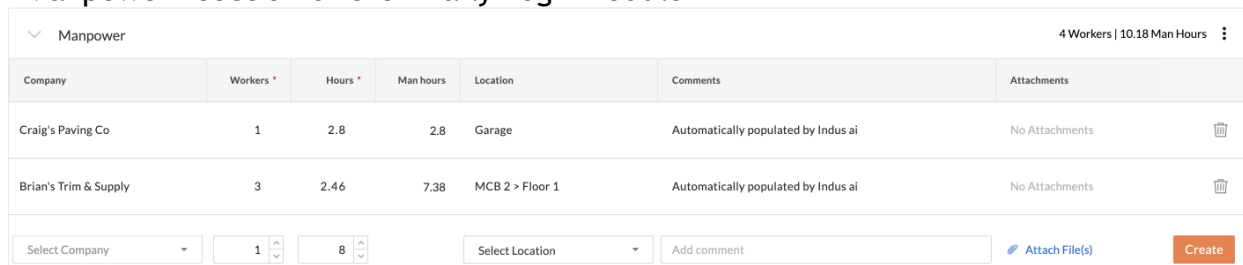 Manpower
4 Workers | 10.18 Man Hours
Company Workers * Hours * Man hours Location Comments Attachments
Craig's Paving Co 1 2.8 2.8 Garage Automatically populated by Indus ai No Attachments
Brian's Trim & Supply 3 2.46 7.38 MCB 2 > Floor 1 Automatically populated by Indus ai No Attachments
Select Company 1 8 Select Location Add comment Attach File(s) Create